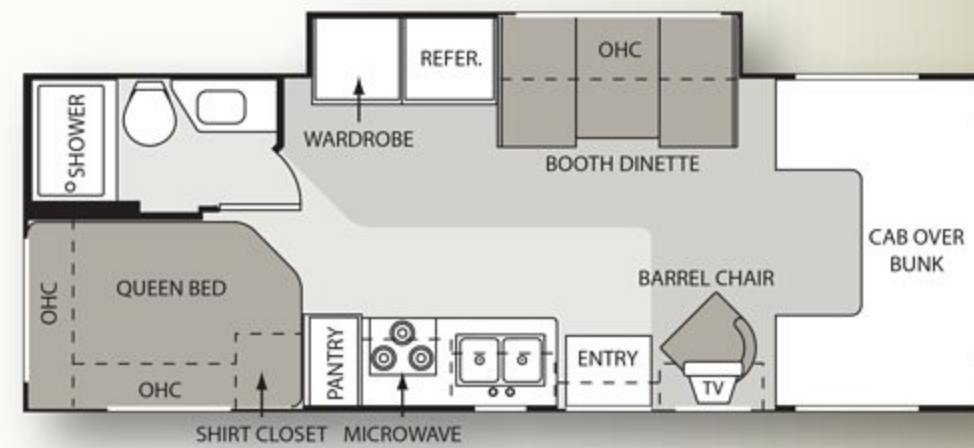 REFER.
OHC
SHOWER
WARDROBE
BOOTH DINETTE
CAB OVER
BUNK
BARREL CHAIR
OHC
QUEEN BED
PANTRY
ENTRY
TV
OHC
SHIRT CLOSET
MICROWAVE